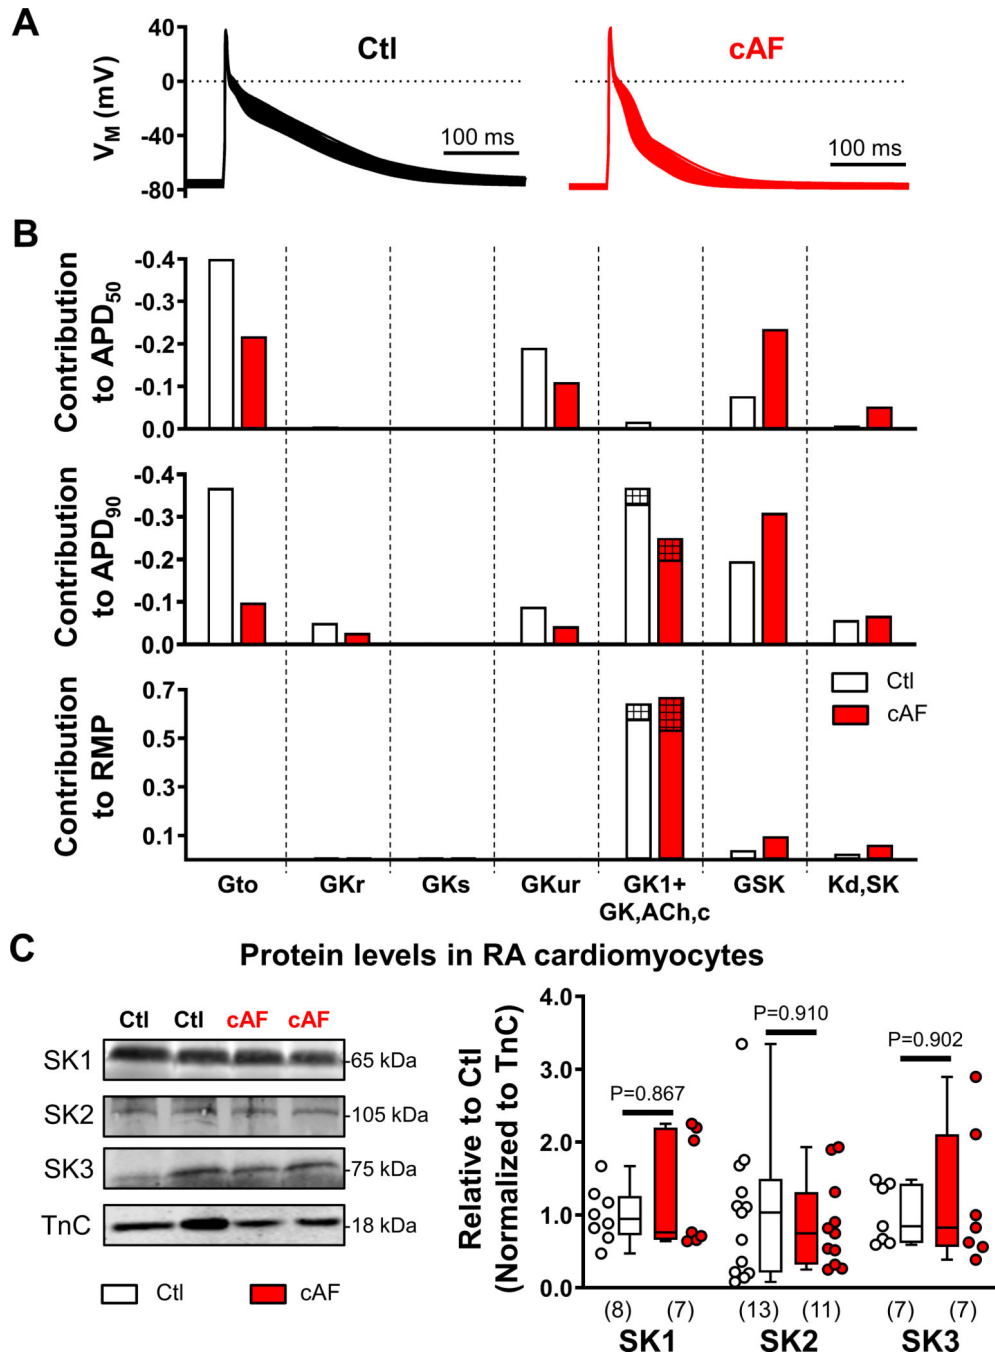 A
Ctl
cAF
V_M (mV)
40
0
-40
-80
100 ms
100 ms
B
Contribution
to APD50
-0.4
-0.3
-0.2
-0.1
0.0
Contribution
to APD90
-0.4
-0.3
-0.2
-0.1
0.0
Contribution
to RMP
0.7
0.5
0.3
0.1
Ctl
cAF
Gto GKr GKs GKur GK1+ GSK Kd,SK
GK,ACh,c
C
Protein levels in RA cardiomyocytes
Ctl Ctl cAF cAF
SK1 -65 kDa
SK2 -105 kDa
SK3 -75 kDa
TnC -18 kDa
Ctl cAF
Relative to Ctl
(Normalized to TnC)
4.0
3.0
2.0
1.0
0.0
P=0.867
P=0.910
P=0.902
(8) (7) (13) (11) (7) (7)
SK1 SK2 SK3